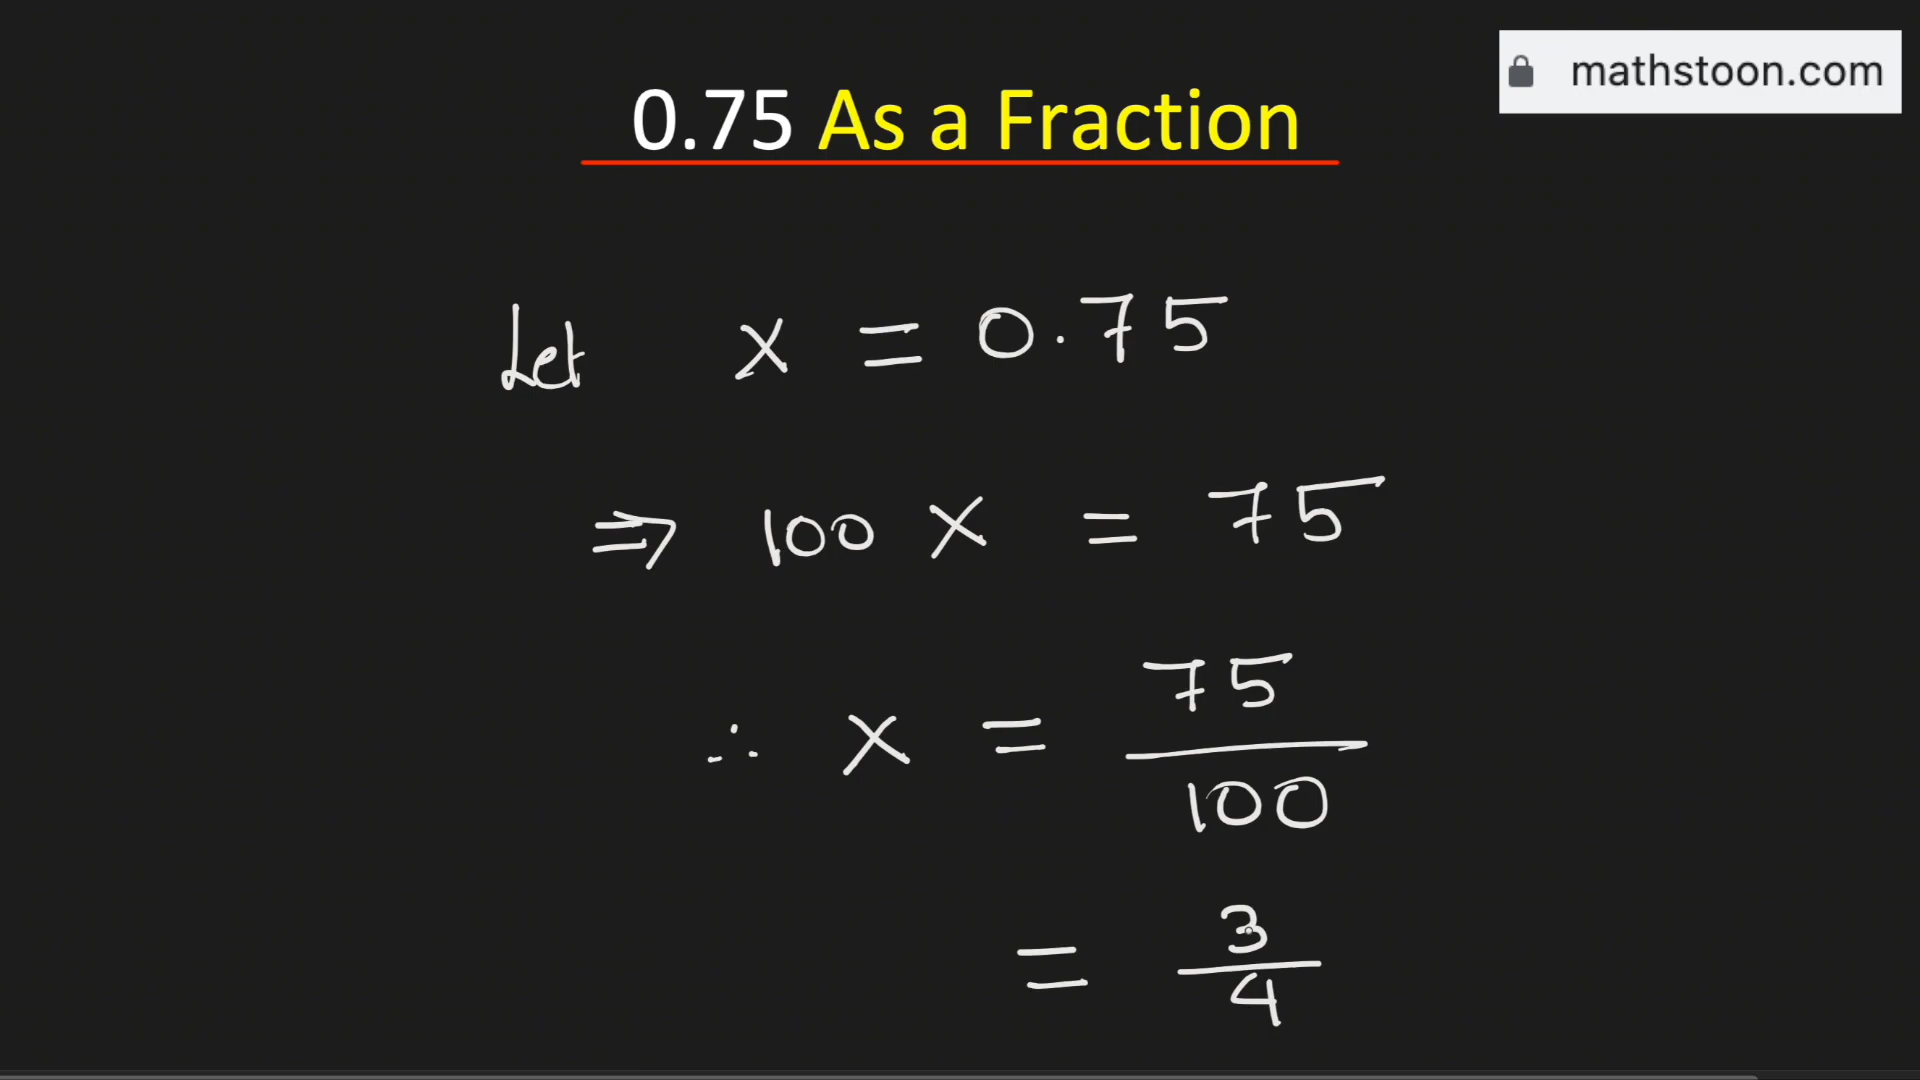 mathstoon.com
0.75 As a Fraction
Let x = 0.75
⇒ 100 x = 75
∴ x = 75/100
= 3/4